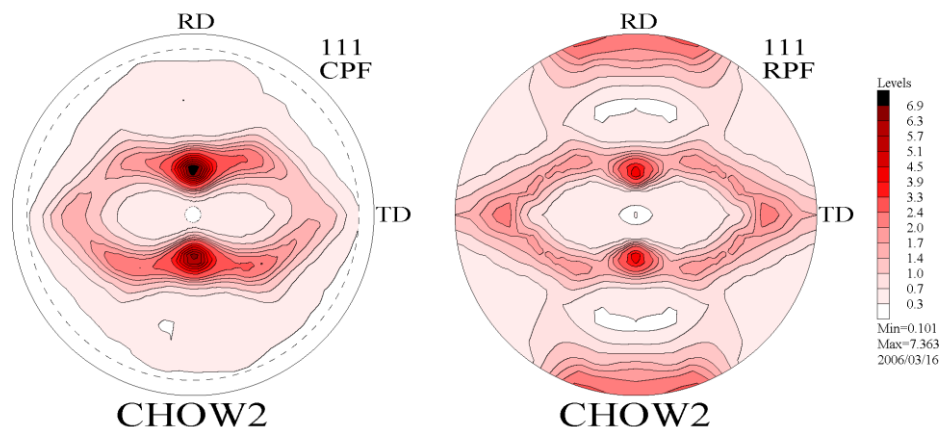 RD
111
CPF
TD
CHOW2
RD
111
RPF
TD
CHOW2
Levels
6.9
6.3
5.7
5.1
4.5
3.9
3.3
2.4
2.0
1.7
1.4
1.0
0.7
0.3
Min=0.101
Max=7.363
2006/03/16